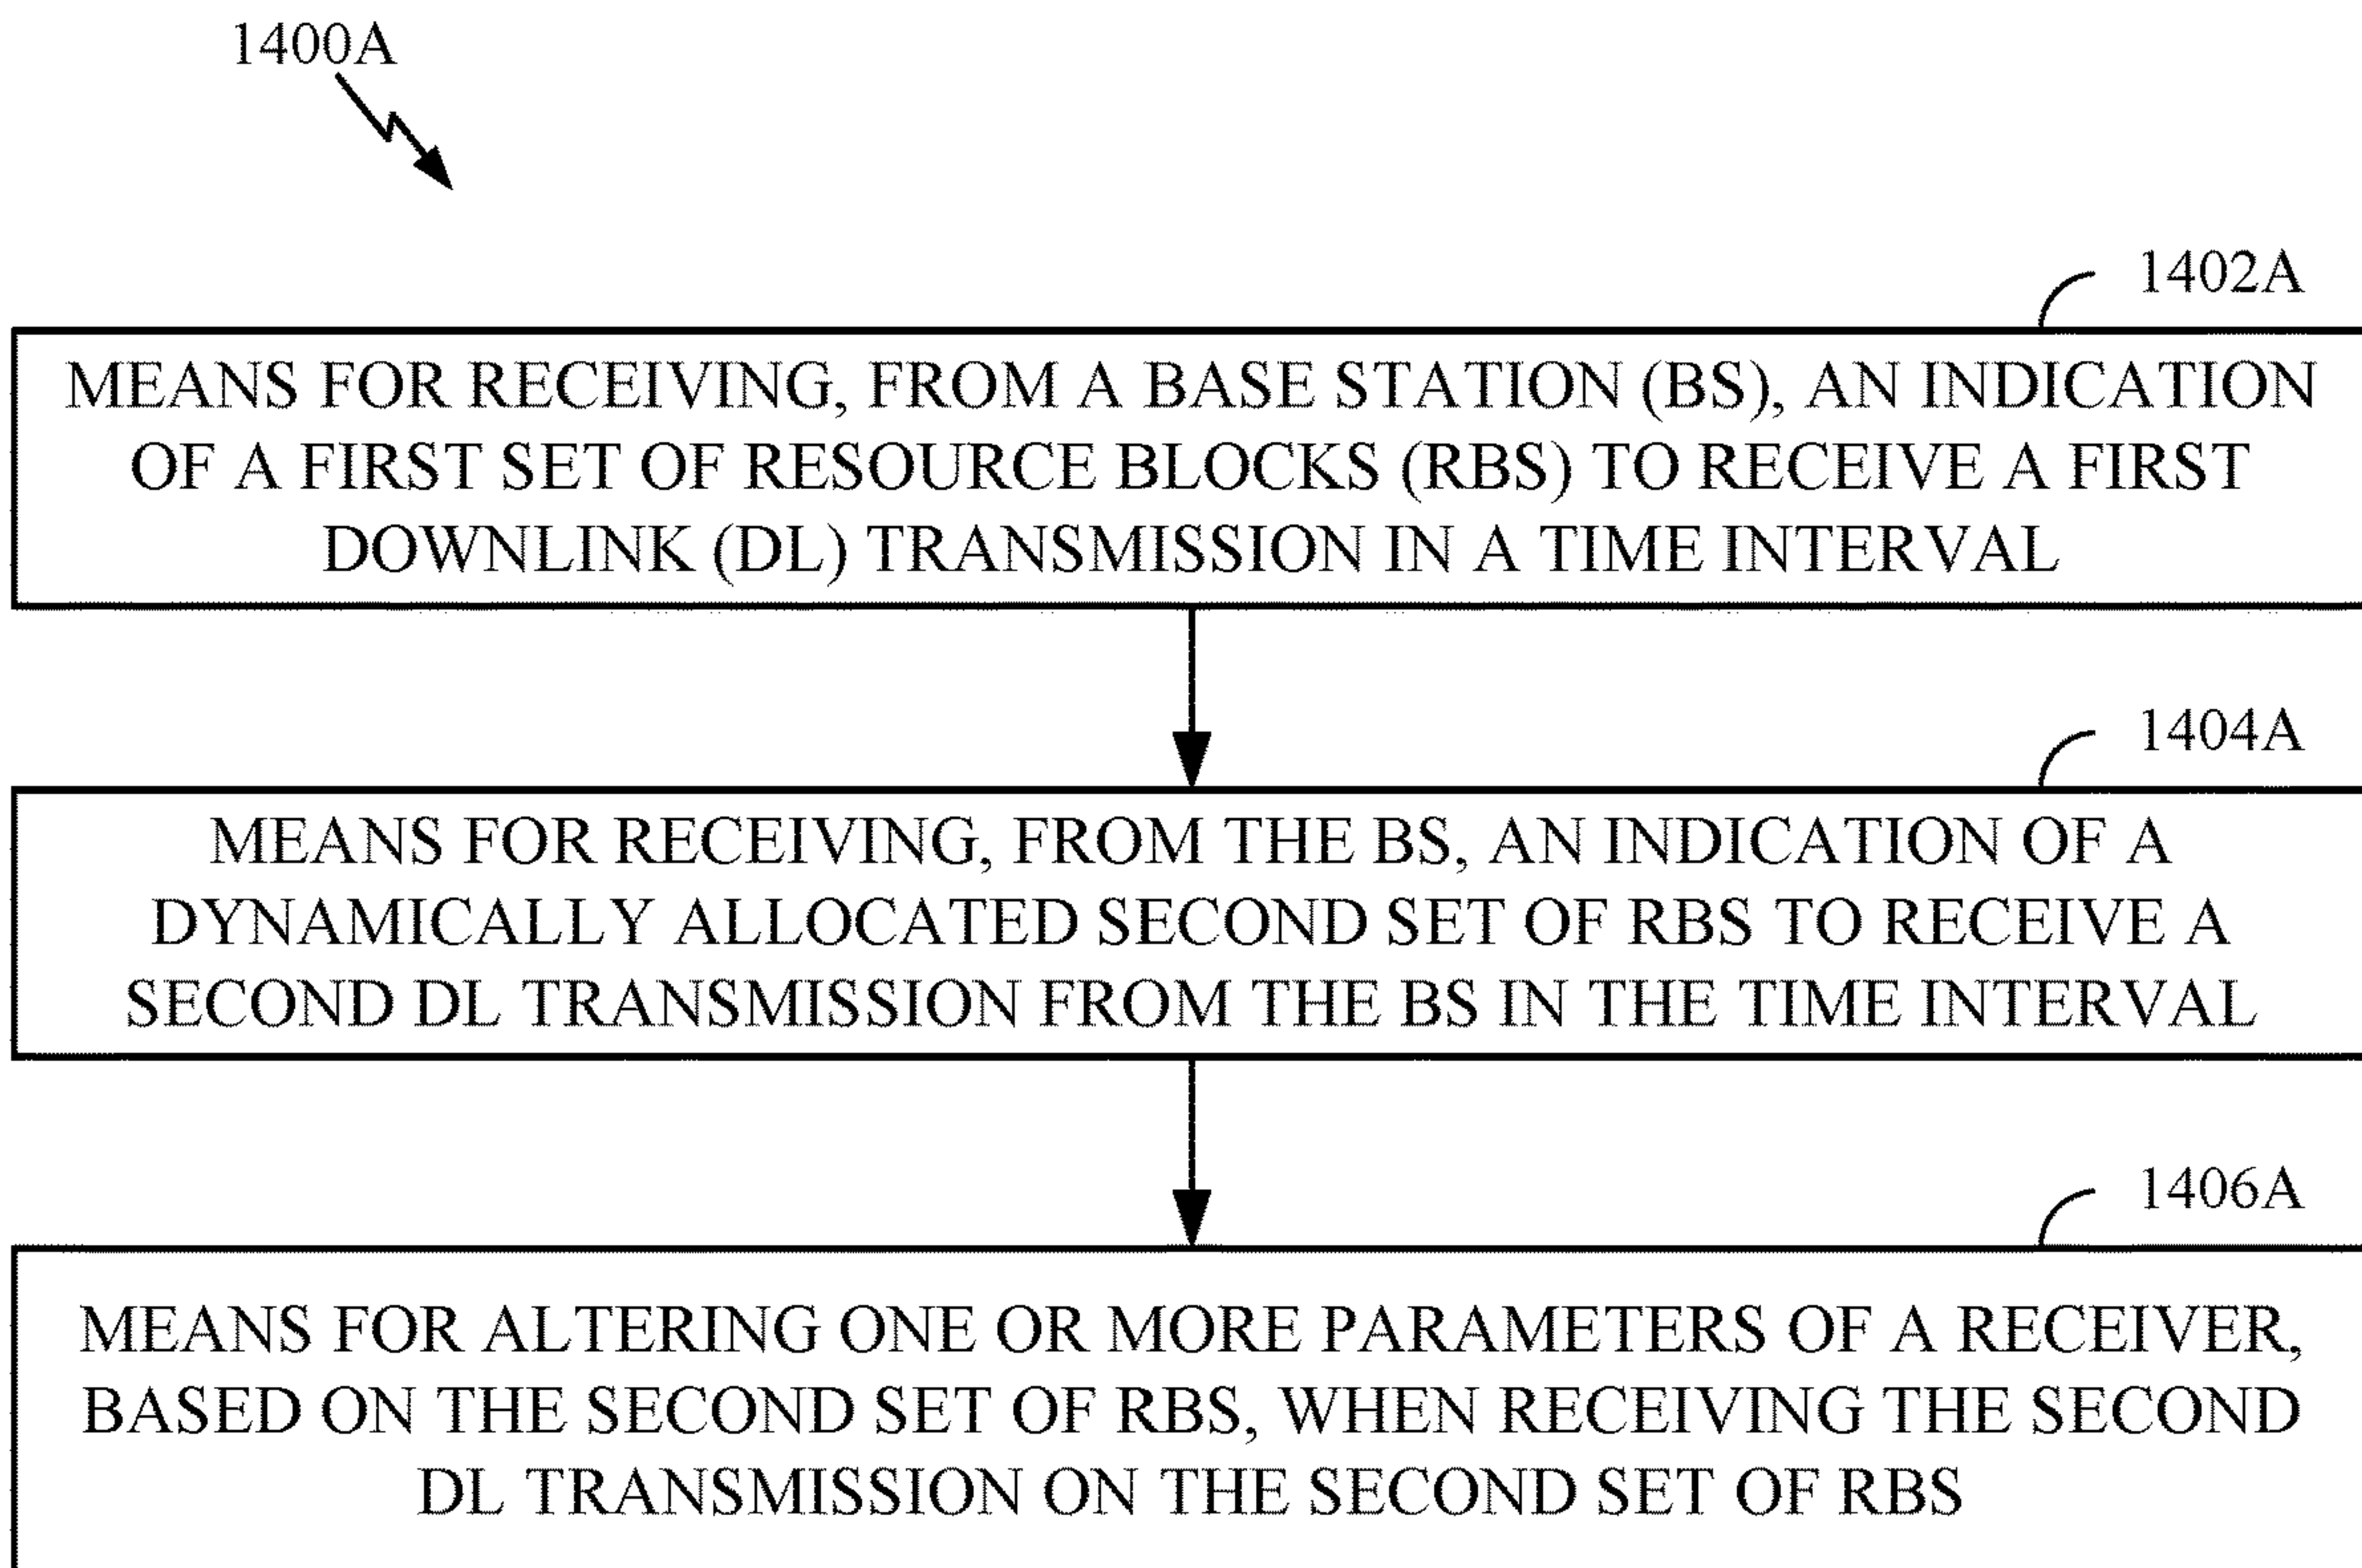 1400A
1402A
MEANS FOR RECEIVING, FROM A BASE STATION (BS), AN INDICATION
OF A FIRST SET OF RESOURCE BLOCKS (RBS) TO RECEIVE A FIRST
DOWNLINK (DL) TRANSMISSION IN A TIME INTERVAL
1404A
MEANS FOR RECEIVING, FROM THE BS, AN INDICATION OF A
DYNAMICALLY ALLOCATED SECOND SET OF RBS TO RECEIVE A
SECOND DL TRANSMISSION FROM THE BS IN THE TIME INTERVAL
1406A
MEANS FOR ALTERING ONE OR MORE PARAMETERS OF A RECEIVER,
BASED ON THE SECOND SET OF RBS, WHEN RECEIVING THE SECOND
DL TRANSMISSION ON THE SECOND SET OF RBS